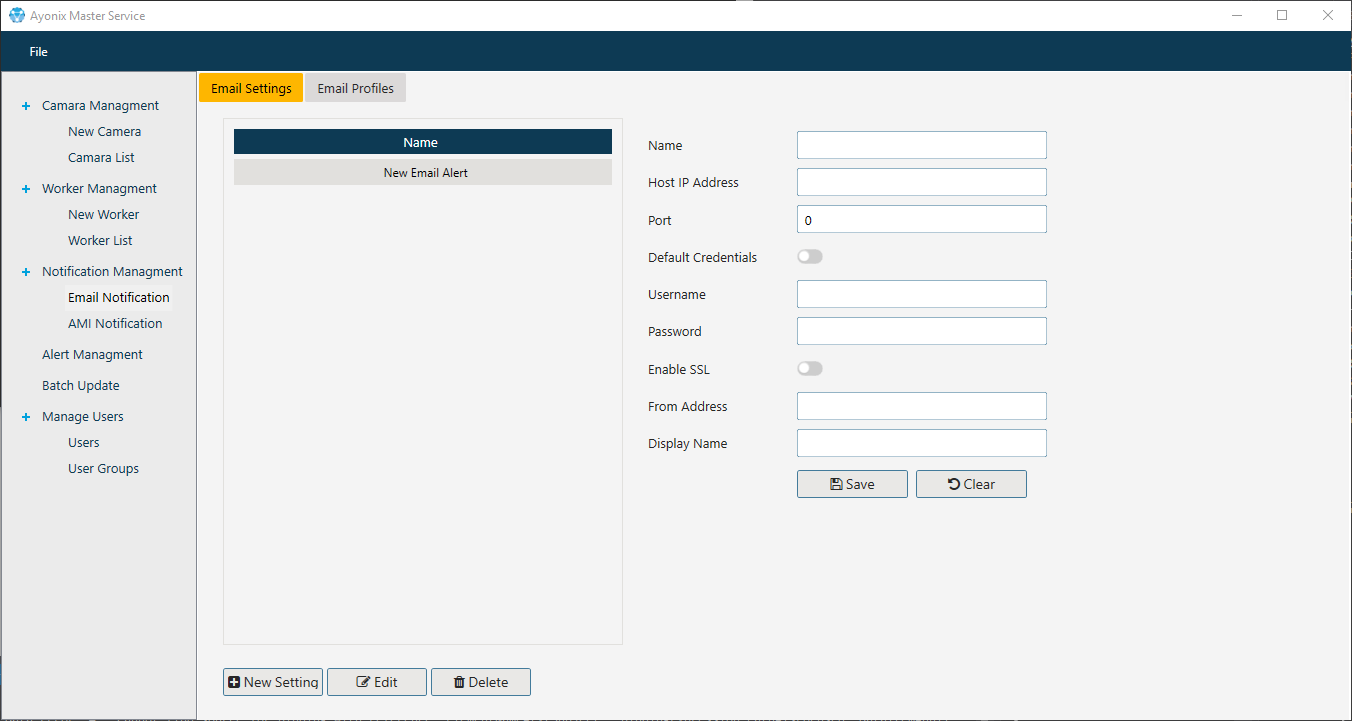 Ayonix Master Service
File
Camara Managment
New Camera
Camara List
Worker Managment
New Worker
Worker List
Notification Managment
Email Notification
AMI Notification
Alert Managment
Batch Update
Manage Users
Users
User Groups
Email Settings
Email Profiles
Name
New Email Alert
New Setting
Edit
Delete
Name
Host IP Address
Port
0
Default Credentials
Username
Password
Enable SSL
From Address
Display Name
Save
Clear